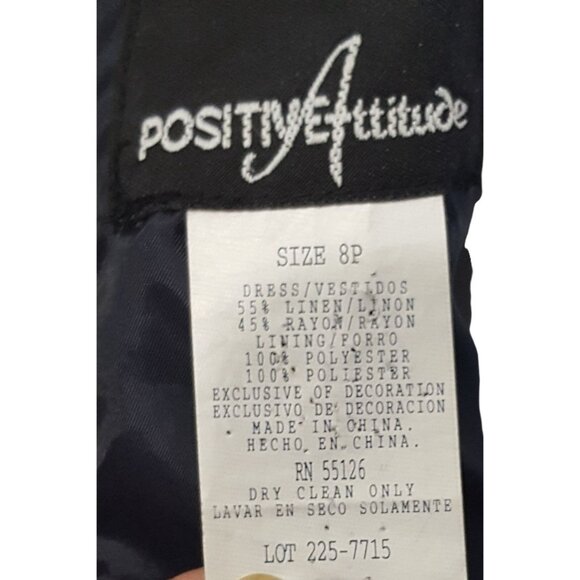 POSITIVE Attitude
SIZE 8P
DRESS/VESTIDOS
55% LINEN/LINON
45% RAYON/RAYON
LINING/FORRO
100% POLYESTER
100% POLIESTER
EXCLUSIVE OF DECORATION
EXCLUSIVO DE DECORACION
MADE IN CHINA.
HECHO EN CHINA.
RN 55126
DRY CLEAN ONLY
LAVAR EN SECO SOLAMENTE
LOT 225-7715